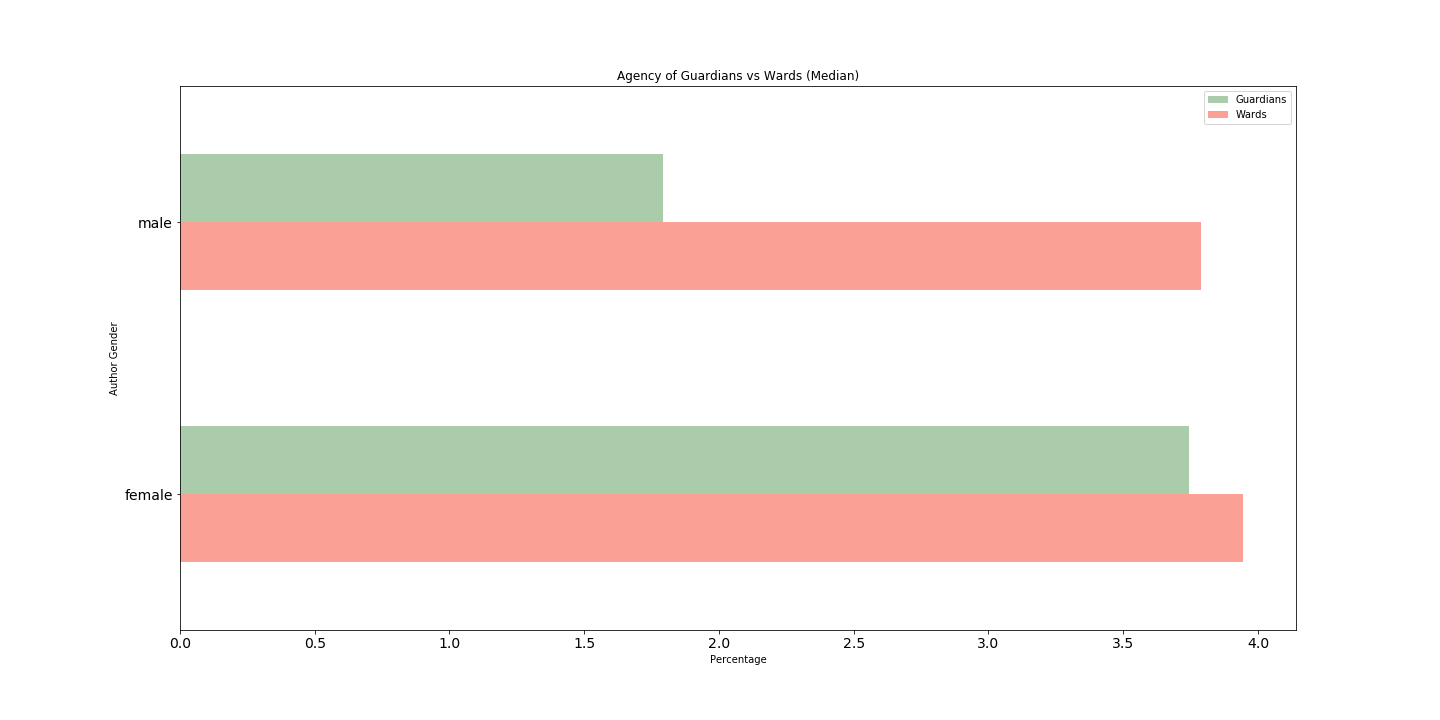 Agency of Guardians vs Wards (Median)
Guardians
Wards
male
Author Gender
female
0.0 0.5 1.0 1.5 2.0 2.5 3.0 3.5 4.0
Percentage